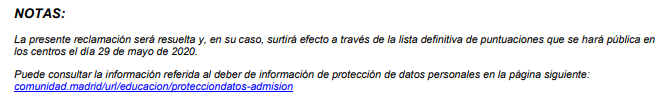 NOTAS:
La presente reclamación será resuelta y, en su caso, surtirá efecto a través de la lista definitiva de puntuaciones que se hará pública en
los centros el día 29 de mayo de 2020.
Puede consultar la información referida al deber de información de protección de datos personales en la página siguiente:
comunidad.madrid/url/educacion/protecciondatos-admision